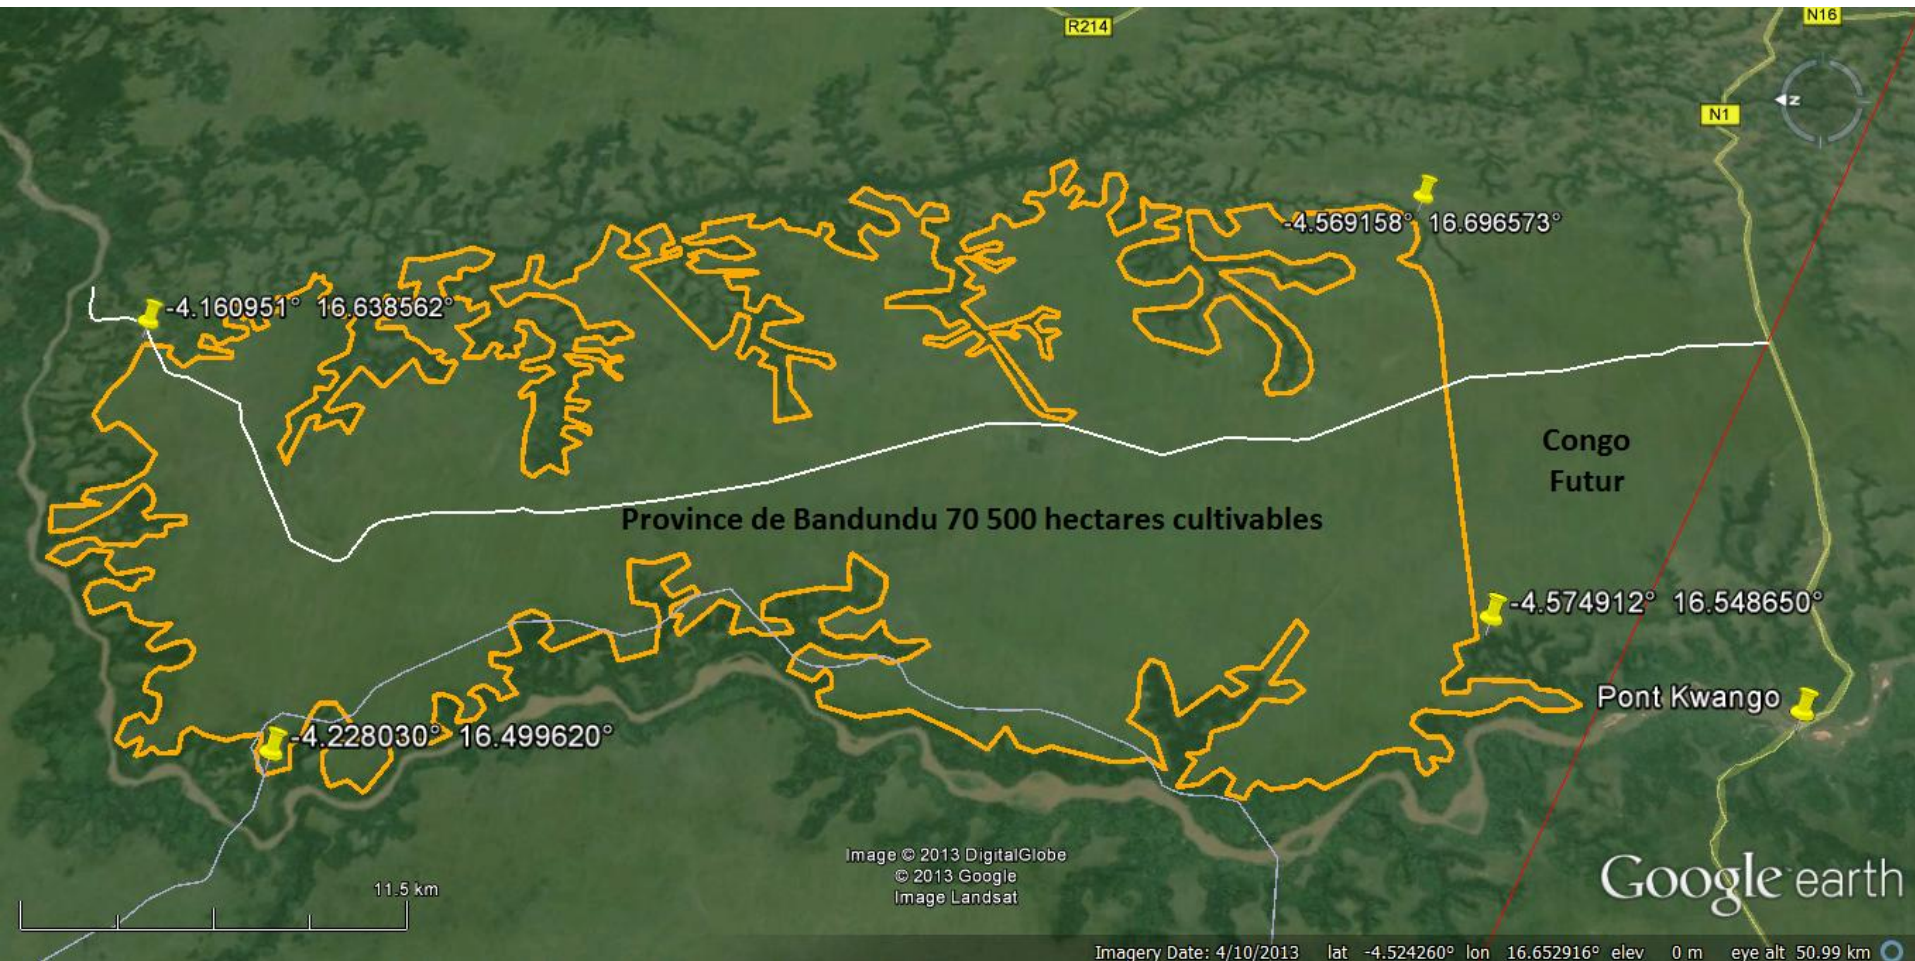 R214
N16
N1
-4.569158° 16.696573°
-4.160951° 16.638562°
Congo
Futur
Province de Bandundu 70 500 hectares cultivables
-4.574912° 16.548650°
Pont Kwango
-4.228030° 16.499620°
Image © 2013 DigitalGlobe
© 2013 Google
Image Landsat
11.5 km
Google earth
Imagery Date: 4/10/2013 lat -4.524260° lon 16.652916° elev 0 m eye alt 50.99 km
N